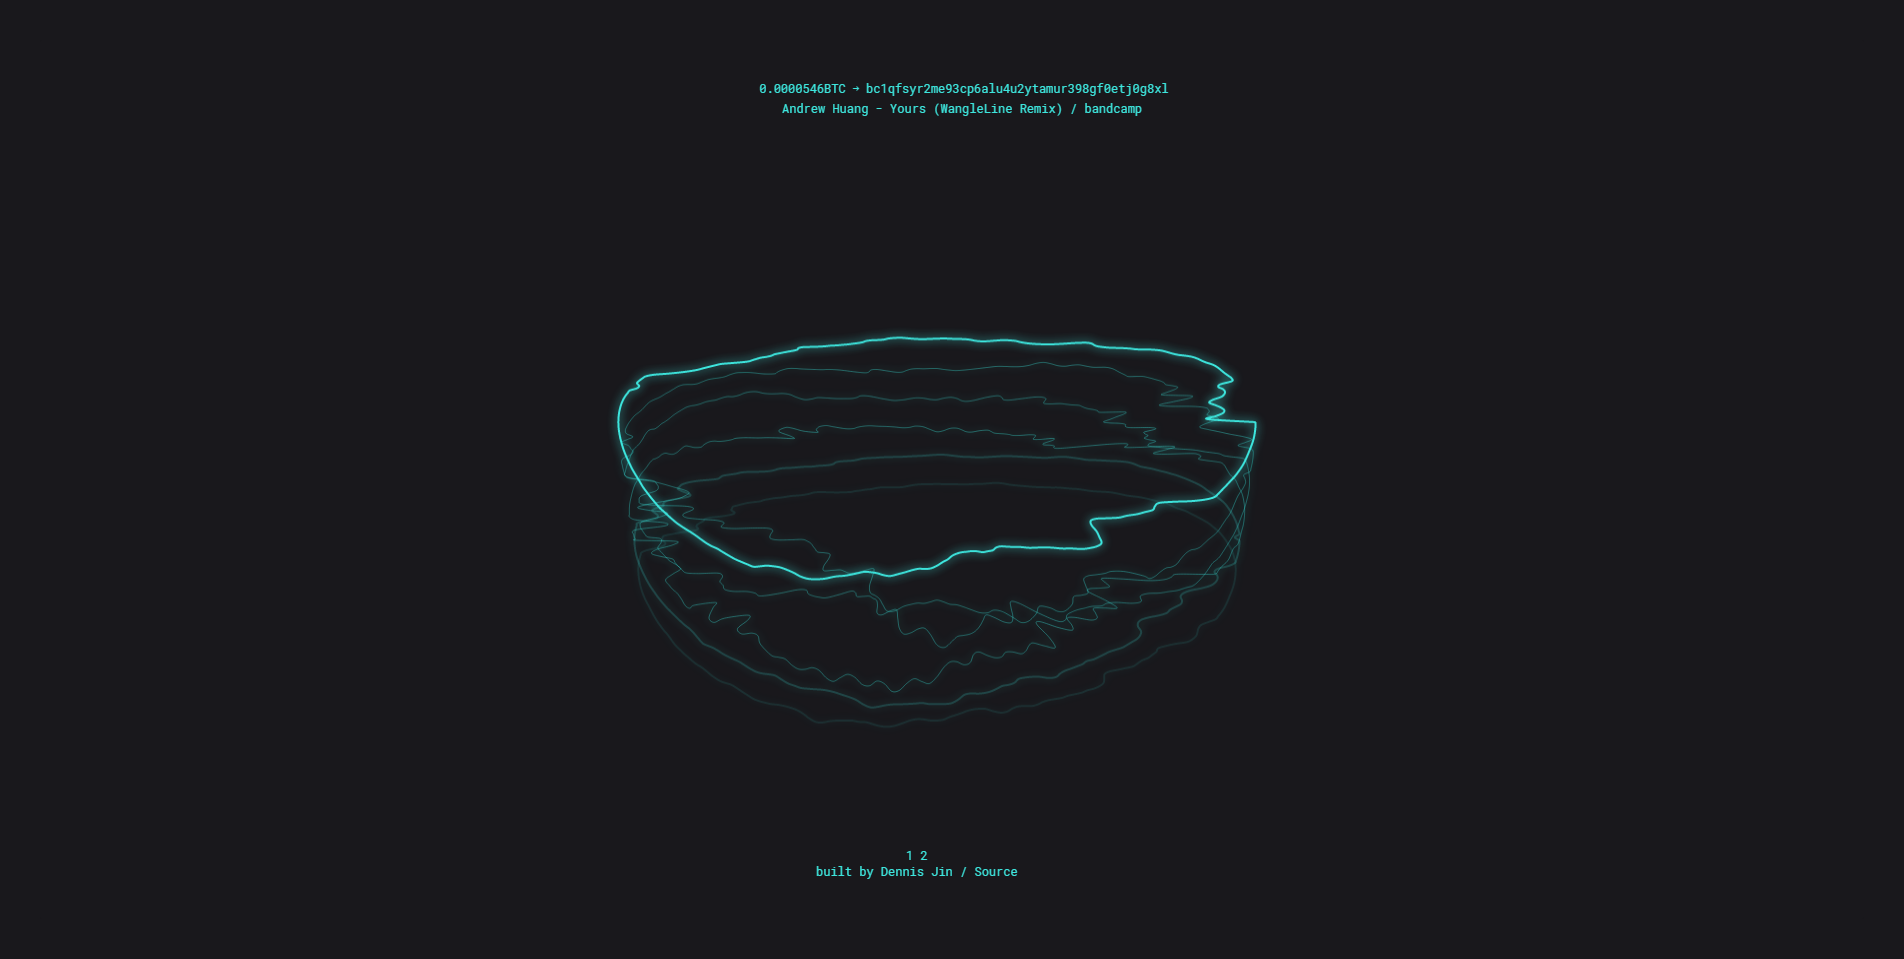 0.0000546BTC → bc1qfsyr2me93cp6alu4u2ytamur398gf0etj0g8xl
Andrew Huang - Yours (WangleLine Remix) / bandcamp
1 2
built by Dennis Jin / Source